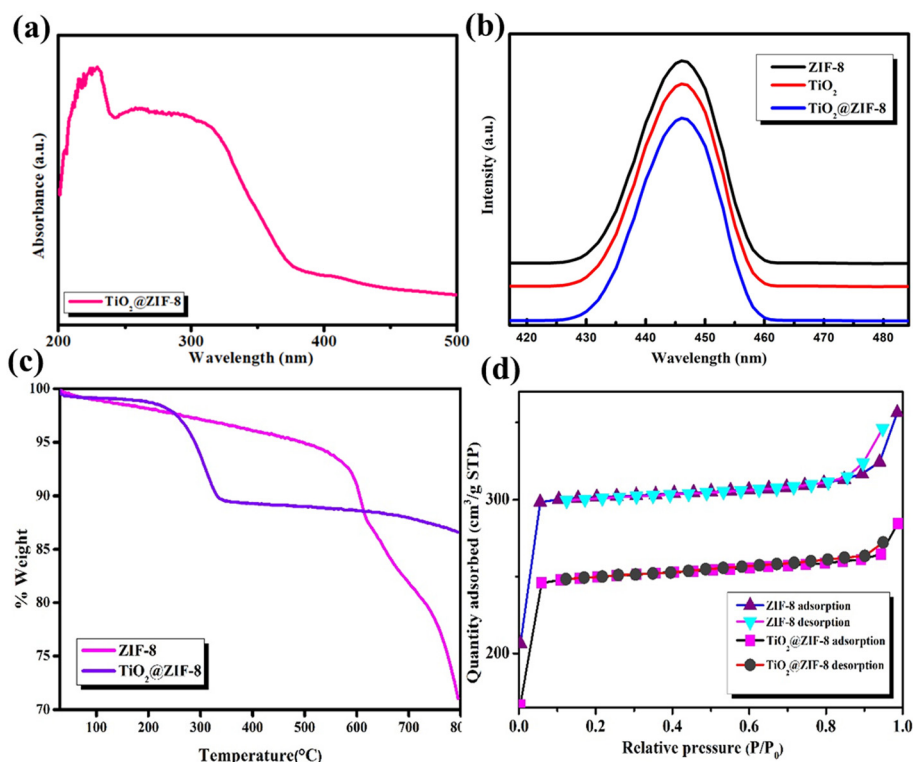 (a)
Absorbance (a.u.)
TiO₂@ZIF-8
200 300 400 500
Wavelength (nm)
(b)
Intensity (a.u.)
ZIF-8
TiO₂
TiO₂@ZIF-8
420 430 440 450 460 470 480
Wavelength (nm)
(c)
% Weight
100
95
90
85
80
75
70
ZIF-8
TiO₂@ZIF-8
100 200 300 400 500 600 700 80
Temperature(°C)
(d)
Quantity adsorbed (cm³/g STP)
300
200
ZIF-8 adsorption
ZIF-8 desorption
TiO₂@ZIF-8 adsorption
TiO₂@ZIF-8 desorption
0.0 0.2 0.4 0.6 0.8 1.0
Relative pressure (P/P₀)